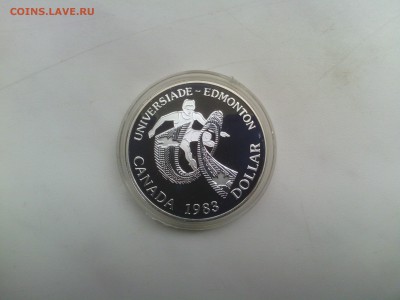 COINS.LAVE.RU
UNIVERSIADE ~ EDMONTON
CANADA 1983 DOLLAR